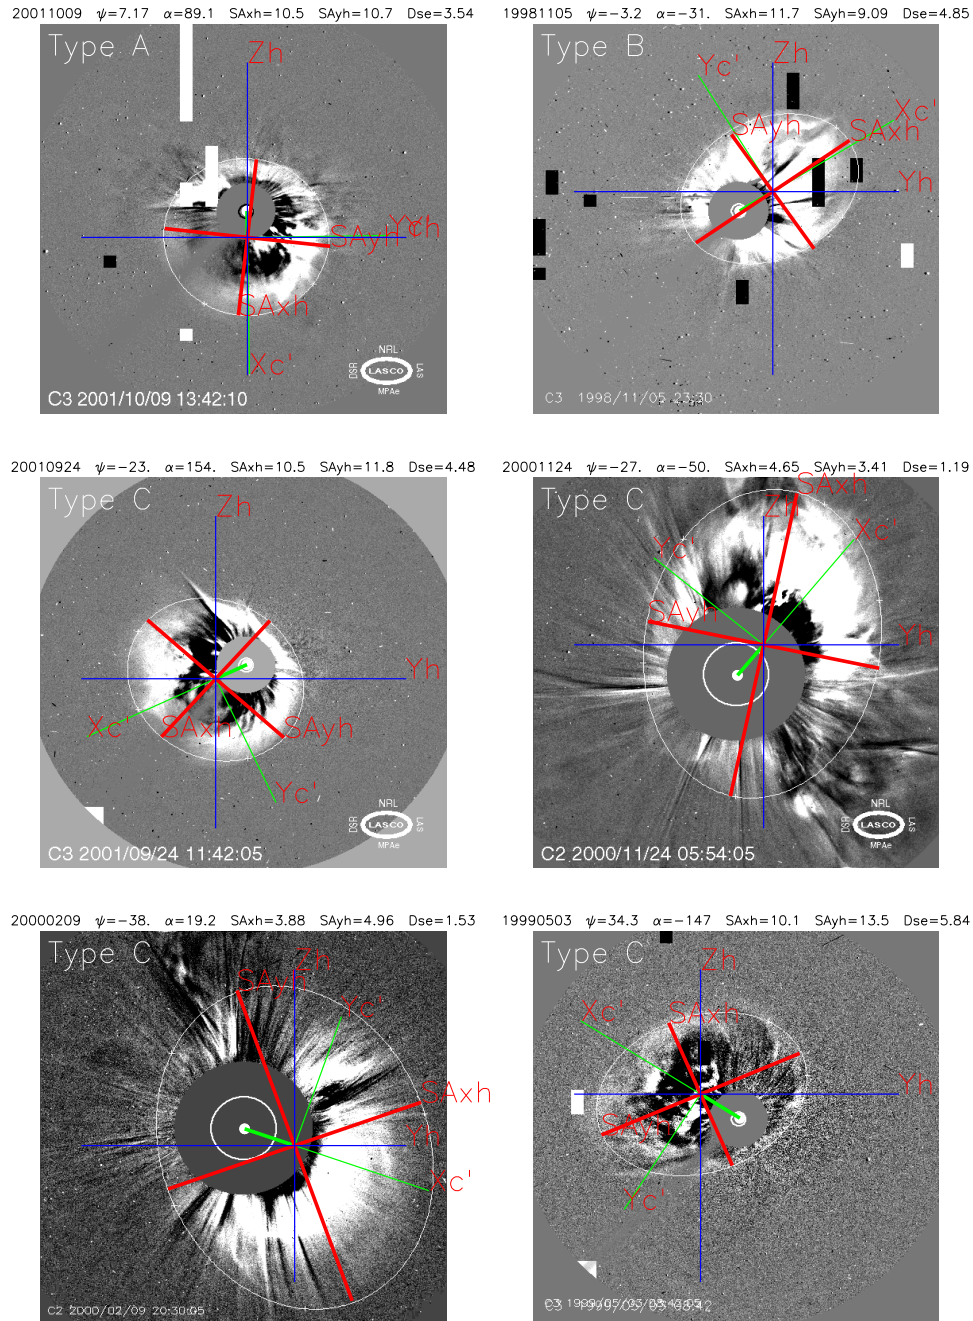 20011009 ψ=7.17 α=89.1 SAxh=10.5 SAyh=10.7 Dse=3.54
Type A
Zh
Yh
SAyh
SAxh
Xc'
NRL
DSR LASCO LAS
MPAe
C3 2001/10/09 13:42:10
19981105 ψ=-3.2 α=-31. SAxh=11.7 SAyh=9.09 Dse=4.85
Type B
Zh
Yc'
Xc'
SAyh
SAxh
Yh
C3 1998/11/05 23:30
20010924 ψ=-23. α=154. SAxh=10.5 SAyh=11.8 Dse=4.48
Type C
Zh
Yh
Xc'
SAxh
SAyh
Yc'
NRL
DSR LASCO LAS
MPAe
C3 2001/09/24 11:42:05
20001124 ψ=-27. α=-50. SAxh=4.65 SAyh=3.41 Dse=1.19
Type C
SAxh
Zh
Xc'
Yc'
SAyh
Yh
NRL
DSR LASCO LAS
MPAe
C2 2000/11/24 05:54:05
20000209 ψ=-38. α=19.2 SAxh=3.88 SAyh=4.96 Dse=1.53
Type C
Zh
SAyh
Yc'
SAxh
Yh
Xc'
C2 2000/02/09 20:30:05
19990503 ψ=34.3 α=-147 SAxh=10.1 SAyh=13.5 Dse=5.84
Type C
Zh
Xc'
SAxh
Yh
SAyh
Yc'